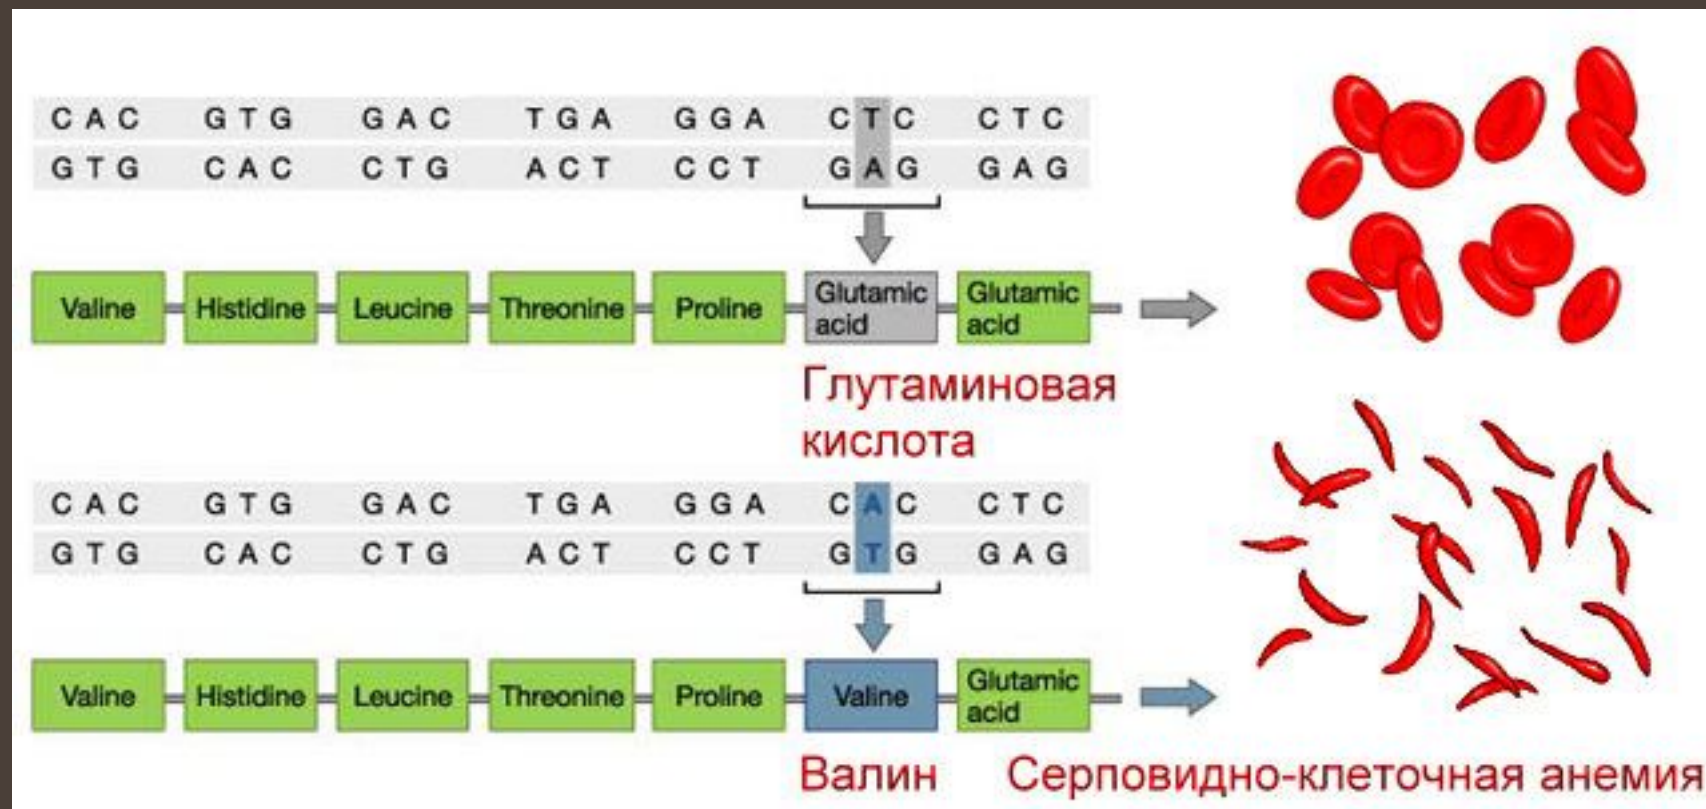 CAC GTG GAC TGA GGA CTC CTC
GTG CAC CTG ACT CCT GAG GAG
Valine Histidine Leucine Threonine Proline Glutamic acid Glutamic acid
Глутаминовая
кислота
CAC GTG GAC TGA GGA CAC CTC
GTG CAC CTG ACT CCT GTG GAG
Valine Histidine Leucine Threonine Proline Valine Glutamic acid
Валин Серповидно-клеточная анемия